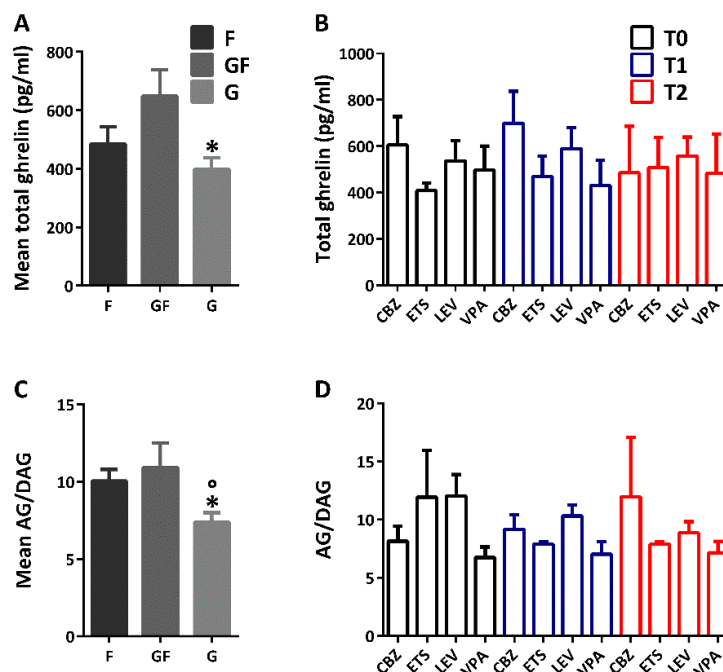 A
F
GF
G
Mean total ghrelin (pg/ml)
800
600
400
200
0
*
F GF G
B
T0
T1
T2
Total ghrelin (pg/ml)
1000
800
600
400
200
0
CBZ ETS LEV VPA CBZ ETS LEV VPA CBZ ETS LEV VPA
C
Mean AG/DAG
15
10
5
0
°
*
F GF G
D
AG/DAG
20
15
10
5
0
CBZ ETS LEV VPA CBZ ETS LEV VPA CBZ ETS LEV VPA